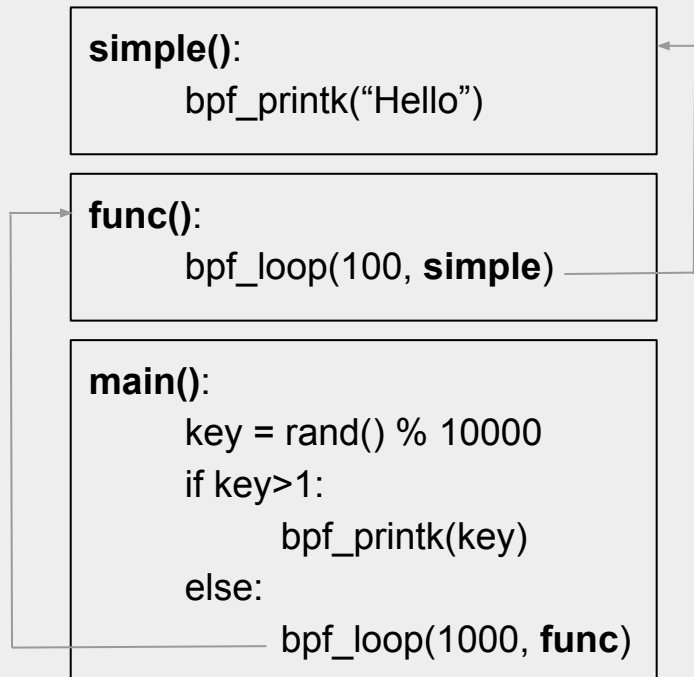 simple():
bpf_printk(“Hello”)
func():
bpf_loop(100, simple)
main():
key = rand() % 10000
if key>1:
bpf_printk(key)
else:
bpf_loop(1000, func)